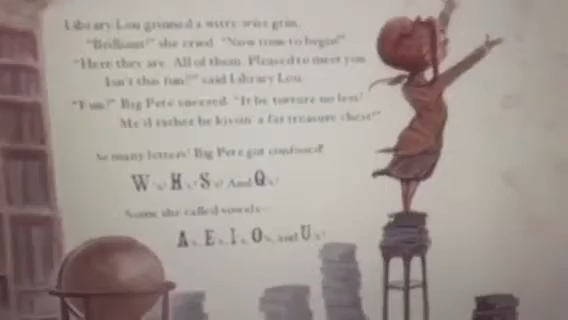 Library Lou grinned a witty-wise grin.
"Brilliant!" she cried. "Now time to begin!"
"Here they are. All of them. Pleased to meet you.
Isn't this fun?" said Library Lou.
"Fun?" Big Pete sneered. "It be torture no less!
Me'd rather be a far treasure chest!"
So many letters! Big Pete got confused!
W's! H's! S's! And Q's!
Some she called vowels—
A's, E's, I's, O's, and U's!